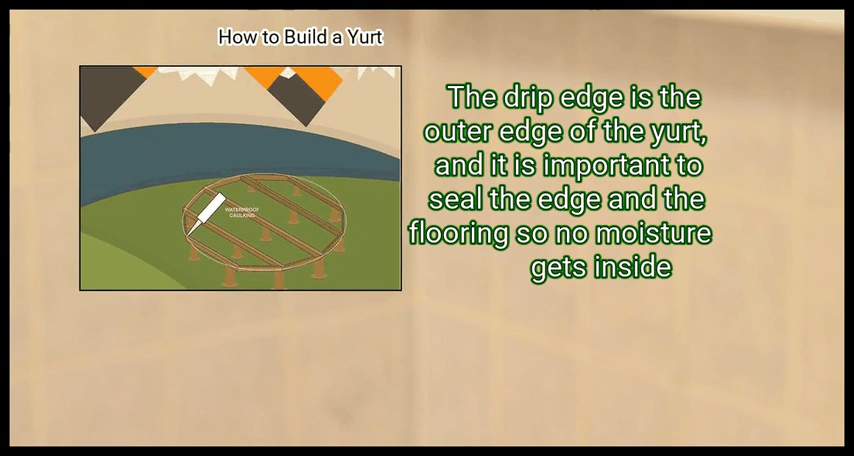 How to Build a Yurt
WATERPROOF
CAULKING
The drip edge is the
outer edge of the yurt,
and it is important to
seal the edge and the
flooring so no moisture
gets inside